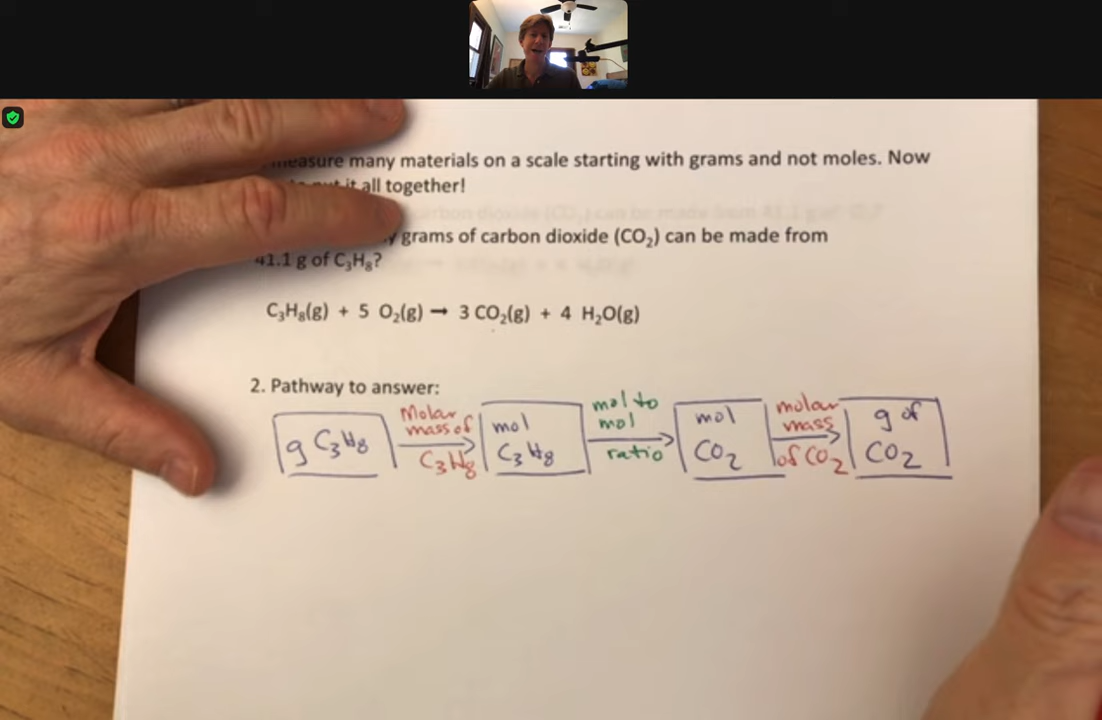 measure many materials on a scale starting with grams and not moles. Now
it all together!
grams of carbon dioxide (CO₂) can be made from
41.1 g of C₃H₈?
C₃H₈(g) + 5 O₂(g) → 3 CO₂(g) + 4 H₂O(g)
2. Pathway to answer:
g C₃H₈
Molar
mass of
C₃H₈
mol
C₃H₈
mol to
mol
ratio
mol
CO₂
molar
mass
of CO₂
g of
CO₂